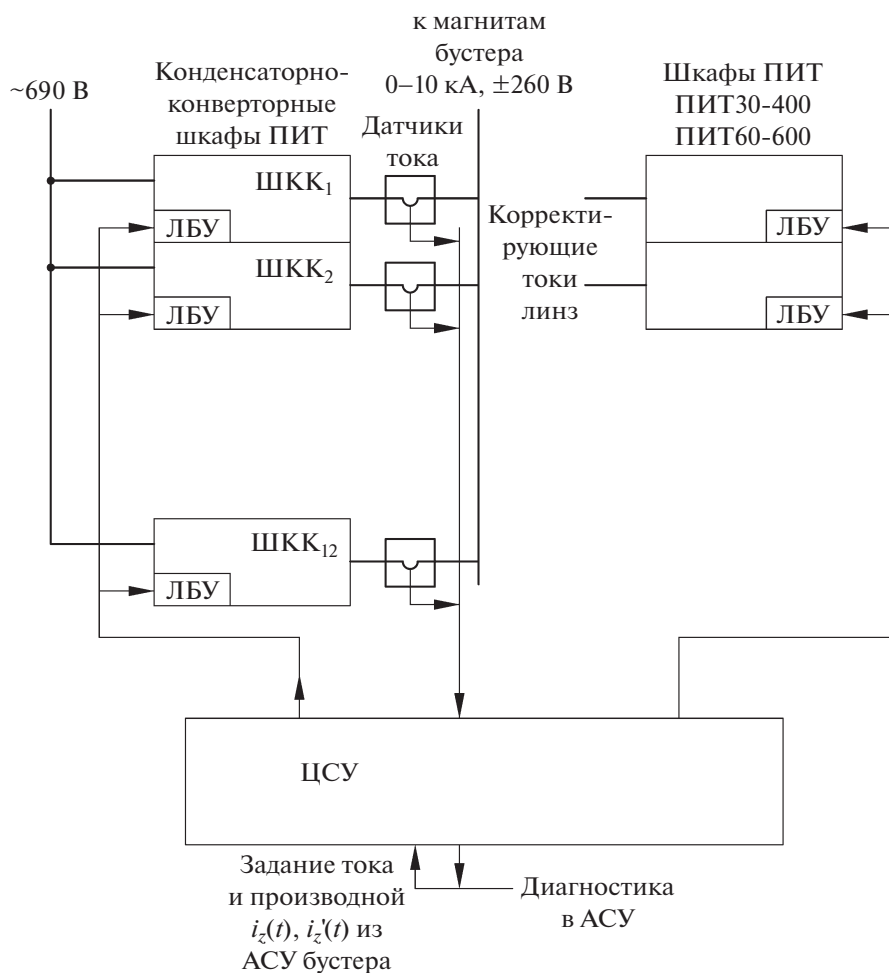 к магнитам
бустера
0–10 кА, ±260 В
~690 В
Конденсаторно-
конверторные
шкафы ПИТ
Датчики
тока
Шкафы ПИТ
ПИТ30-400
ПИТ60-600
ШКК₁
ЛБУ
ШКК₂
ЛБУ
Корректи-
рующие
токи
линз
ЛБУ
ЛБУ
ШКК₁₂
ЛБУ
ЦСУ
Задание тока
и производной
i_z(t), i_z'(t) из
АСУ бустера
Диагностика
в АСУ